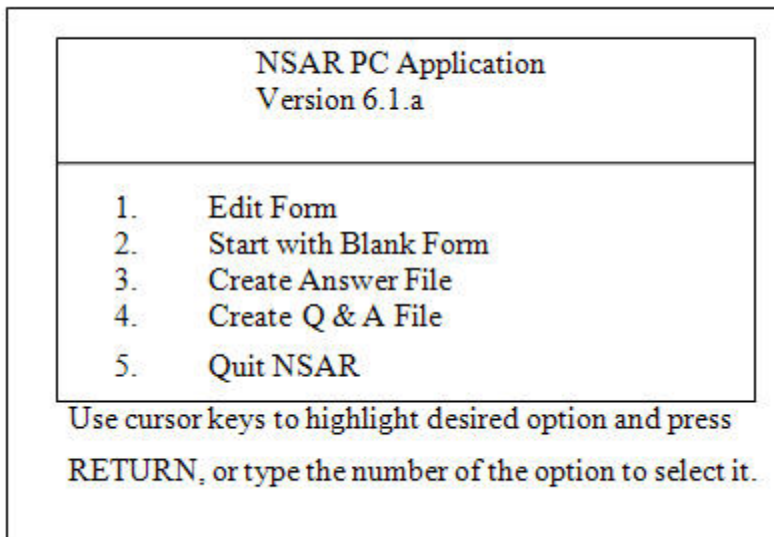 NSAR PC Application
Version 6.1.a
1. Edit Form
2. Start with Blank Form
3. Create Answer File
4. Create Q & A File
5. Quit NSAR
Use cursor keys to highlight desired option and press
RETURN, or type the number of the option to select it.